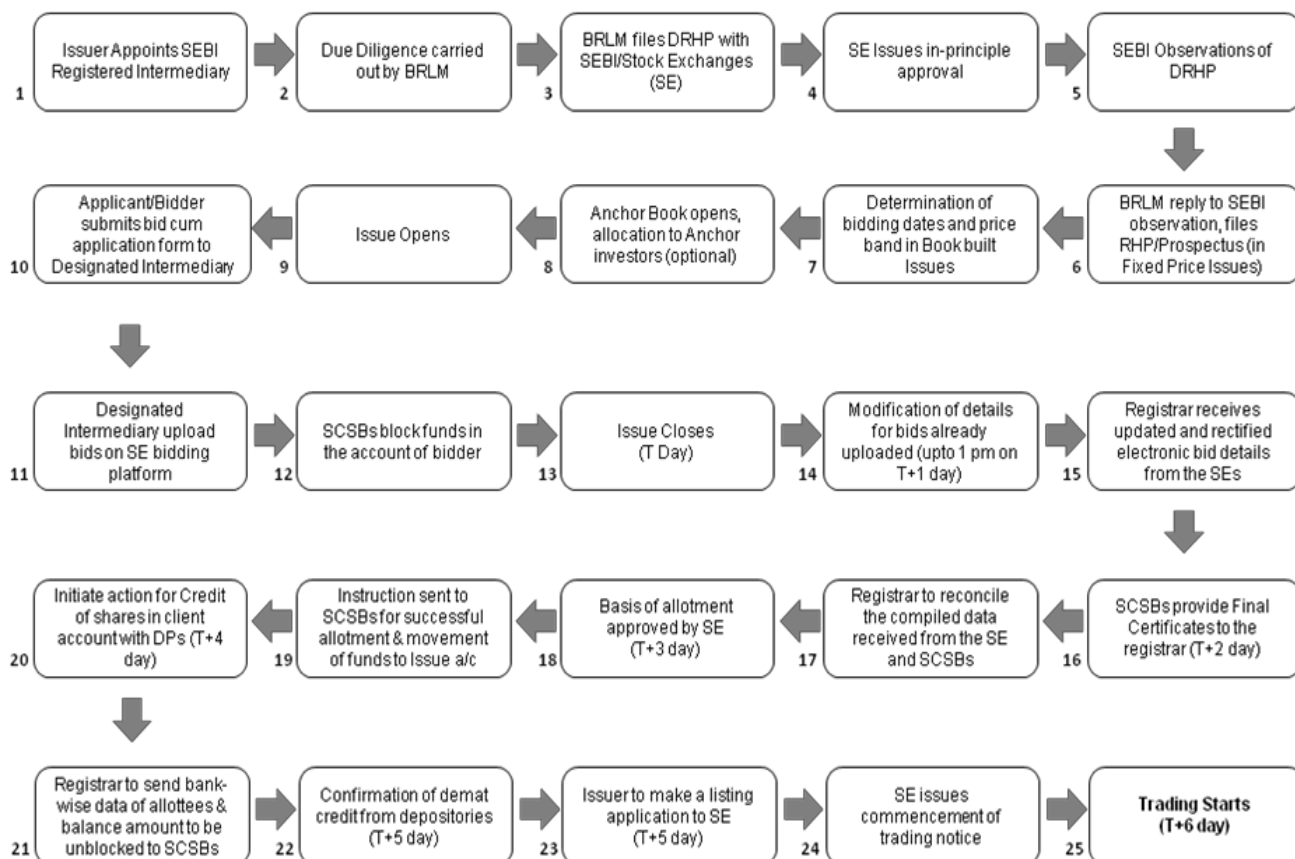 Issuer Appoints SEBI
Registered Intermediary
1
Due Diligence carried
out by BRLM
2
BRLM files DRHP with
SEBI/Stock Exchanges
(SE)
3
SE Issues in-principle
approval
4
SEBI Observations of
DRHP
5
BRLM reply to SEBI
observation, files
RHP/Prospectus (in
Fixed Price Issues)
6
Determination of
bidding dates and price
band in Book built
Issues
7
Anchor Book opens,
allocation to Anchor
investors (optional)
8
Issue Opens
9
Applicant/Bidder
submits bid cum
application form to
Designated Intermediary
10
Designated
Intermediary upload
bids on SE bidding
platform
11
SCSBs block funds in
the account of bidder
12
Issue Closes
(T Day)
13
Modification of details
for bids already
uploaded (upto 1 pm on
T+1 day)
14
Registrar receives
updated and rectified
electronic bid details
from the SEs
15
SCSBs provide Final
Certificates to the
registrar (T+2 day)
16
Registrar to reconcile
the compiled data
received from the SE
and SCSBs
17
Basis of allotment
approved by SE
(T+3 day)
18
Instruction sent to
SCSBs for successful
allotment & movement
of funds to Issue a/c
19
Initiate action for Credit
of shares in client
account with DPs (T+4
day)
20
Registrar to send bank-
wise data of allottees &
balance amount to be
unblocked to SCSBs
21
Confirmation of demat
credit from depositories
(T+5 day)
22
Issuer to make a listing
application to SE
(T+5 day)
23
SE issues
commencement of
trading notice
24
Trading Starts
(T+6 day)
25